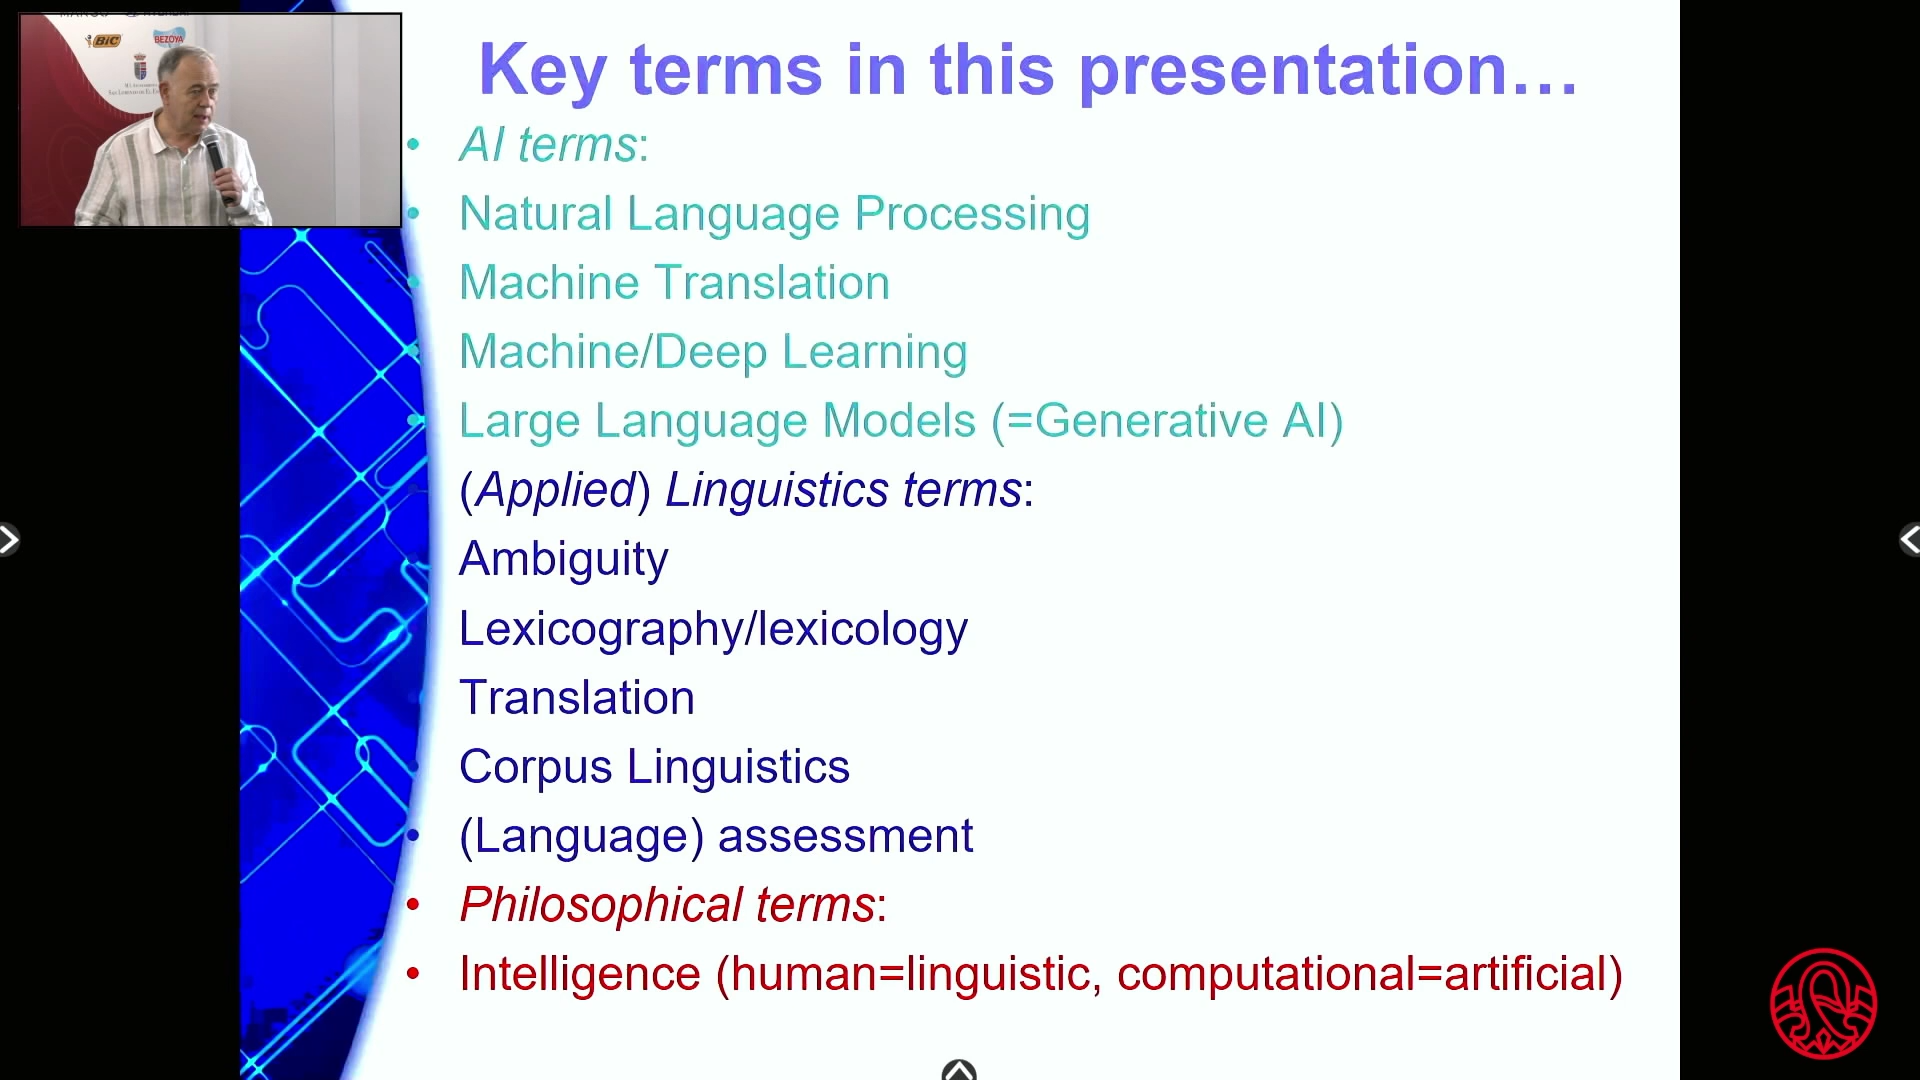 BIC
BEZOYA
Key terms in this presentation…
• AI terms:
• Natural Language Processing
• Machine Translation
• Machine/Deep Learning
• Large Language Models (=Generative AI)
(Applied) Linguistics terms:
Ambiguity
Lexicography/lexicology
Translation
Corpus Linguistics
• (Language) assessment
• Philosophical terms:
• Intelligence (human=linguistic, computational=artificial)